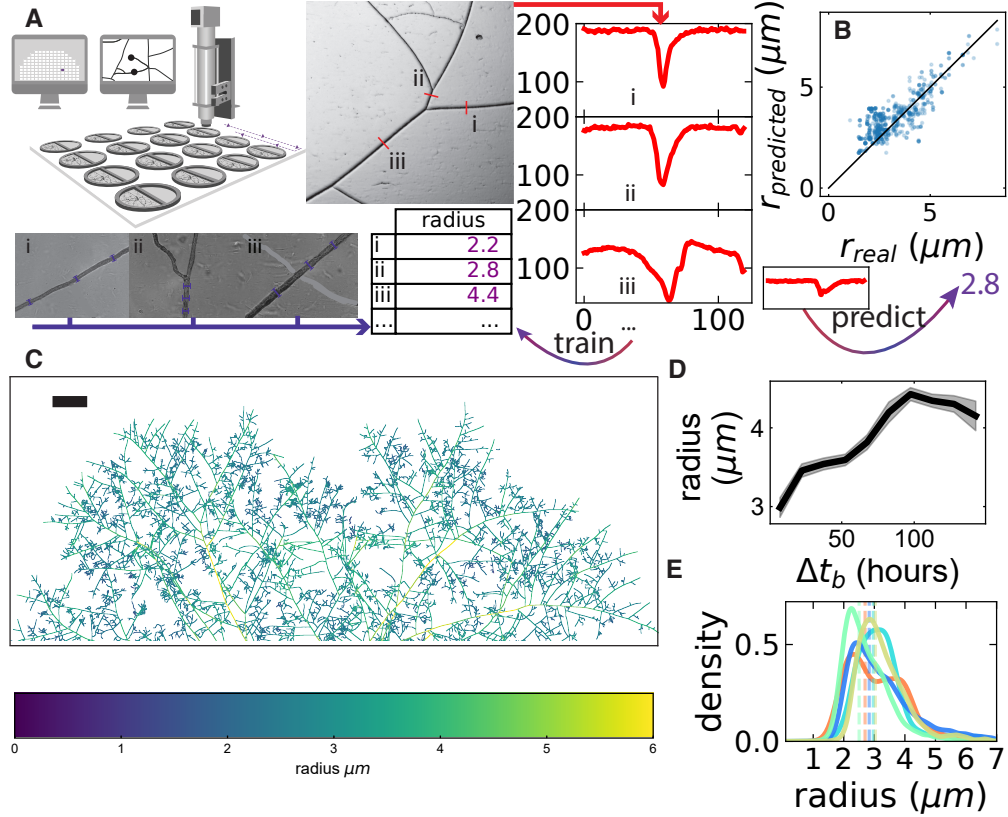 A
ii
i
iii
200
100
i
200
100
ii
200
100
iii
0 ... 100
B
r_predicted (μm)
5
0
0 5
r_real (μm)
i ii iii
radius
i 2.2
ii 2.8
iii 4.4
... ...
train
predict
2.8
C
0 1 2 3 4 5 6
radius μm
D
radius
(μm)
4
3
50 100
Δt_b (hours)
E
density
0.5
0.0
1 2 3 4 5 6 7
radius (μm)